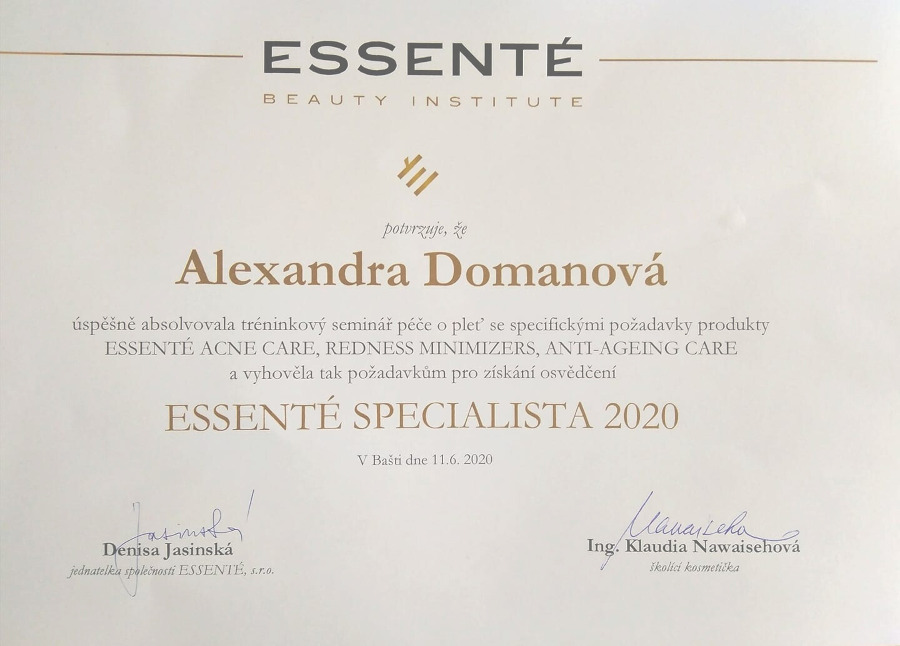 ESSENTÉ
BEAUTY INSTITUTE
potvrzuje, že
Alexandra Domanová
úspěšně absolvovala tréninkový seminář péče o pleť se specifickými požadavky produkty
ESSENTÉ ACNE CARE, REDNESS MINIMIZERS, ANTI-AGEING CARE
a vyhověla tak požadavkům pro získání osvědčení
ESSENTÉ SPECIALISTA 2020
V Bašti dne 11.6. 2020
Denisa Jasinská
jednatelka společnosti ESSENTÉ, s.r.o.
Ing. Klaudia Nawaisehová
školící kosmetička